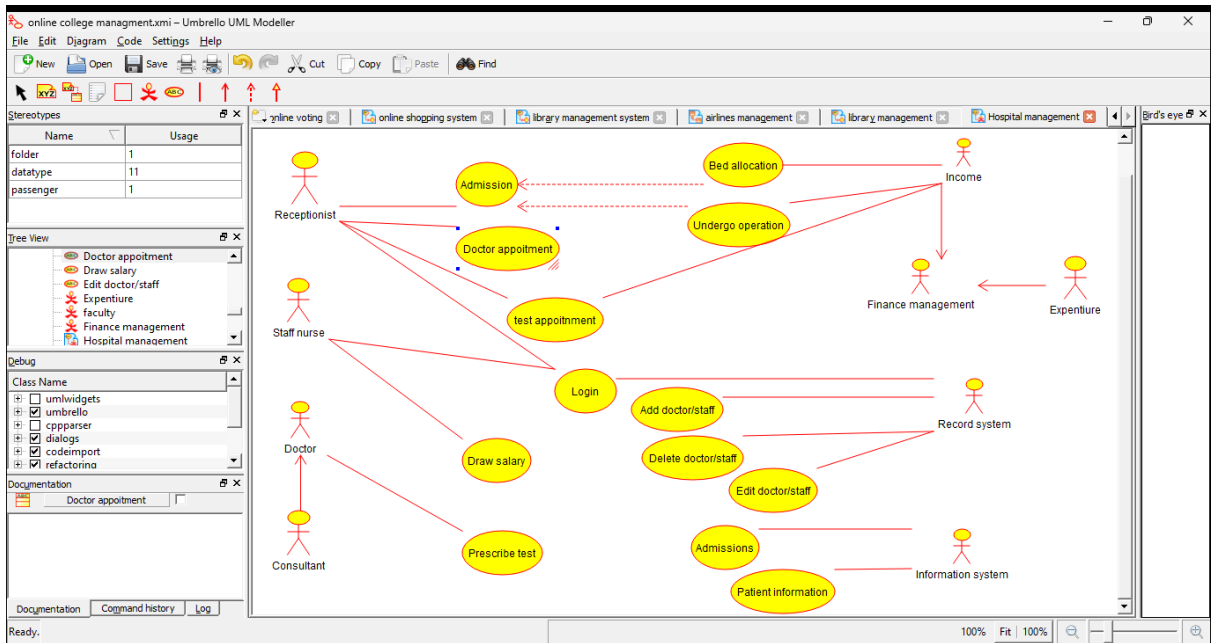 online college managment.xmi – Umbrello UML Modeller
File Edit Diagram Code Settings Help
New Open Save Cut Copy Paste Find
XYZ ABC
Stereotypes
Name Usage
folder 1
datatype 11
passenger 1
Tree View
Doctor appoitment
Draw salary
Edit doctor/staff
Expentiure
faculty
Finance management
Hospital management
Debug
Class Name
umlwidgets
umbrello
cppparser
dialogs
codeimport
refactoring
Documentation
Doctor appoitment
Documentation Command history Log
online voting online shopping system library management system airlines management library management Hospital management
Bird's eye
Receptionist
Admission
Bed allocation
Income
Undergo operation
Doctor appoitment
Finance management
Expentiure
Staff nurse
test appoitnment
Login
Add doctor/staff
Record system
Doctor
Draw salary
Delete doctor/staff
Edit doctor/staff
Consultant
Prescribe test
Admissions
Information system
Patient information
Ready. 100% Fit 100%